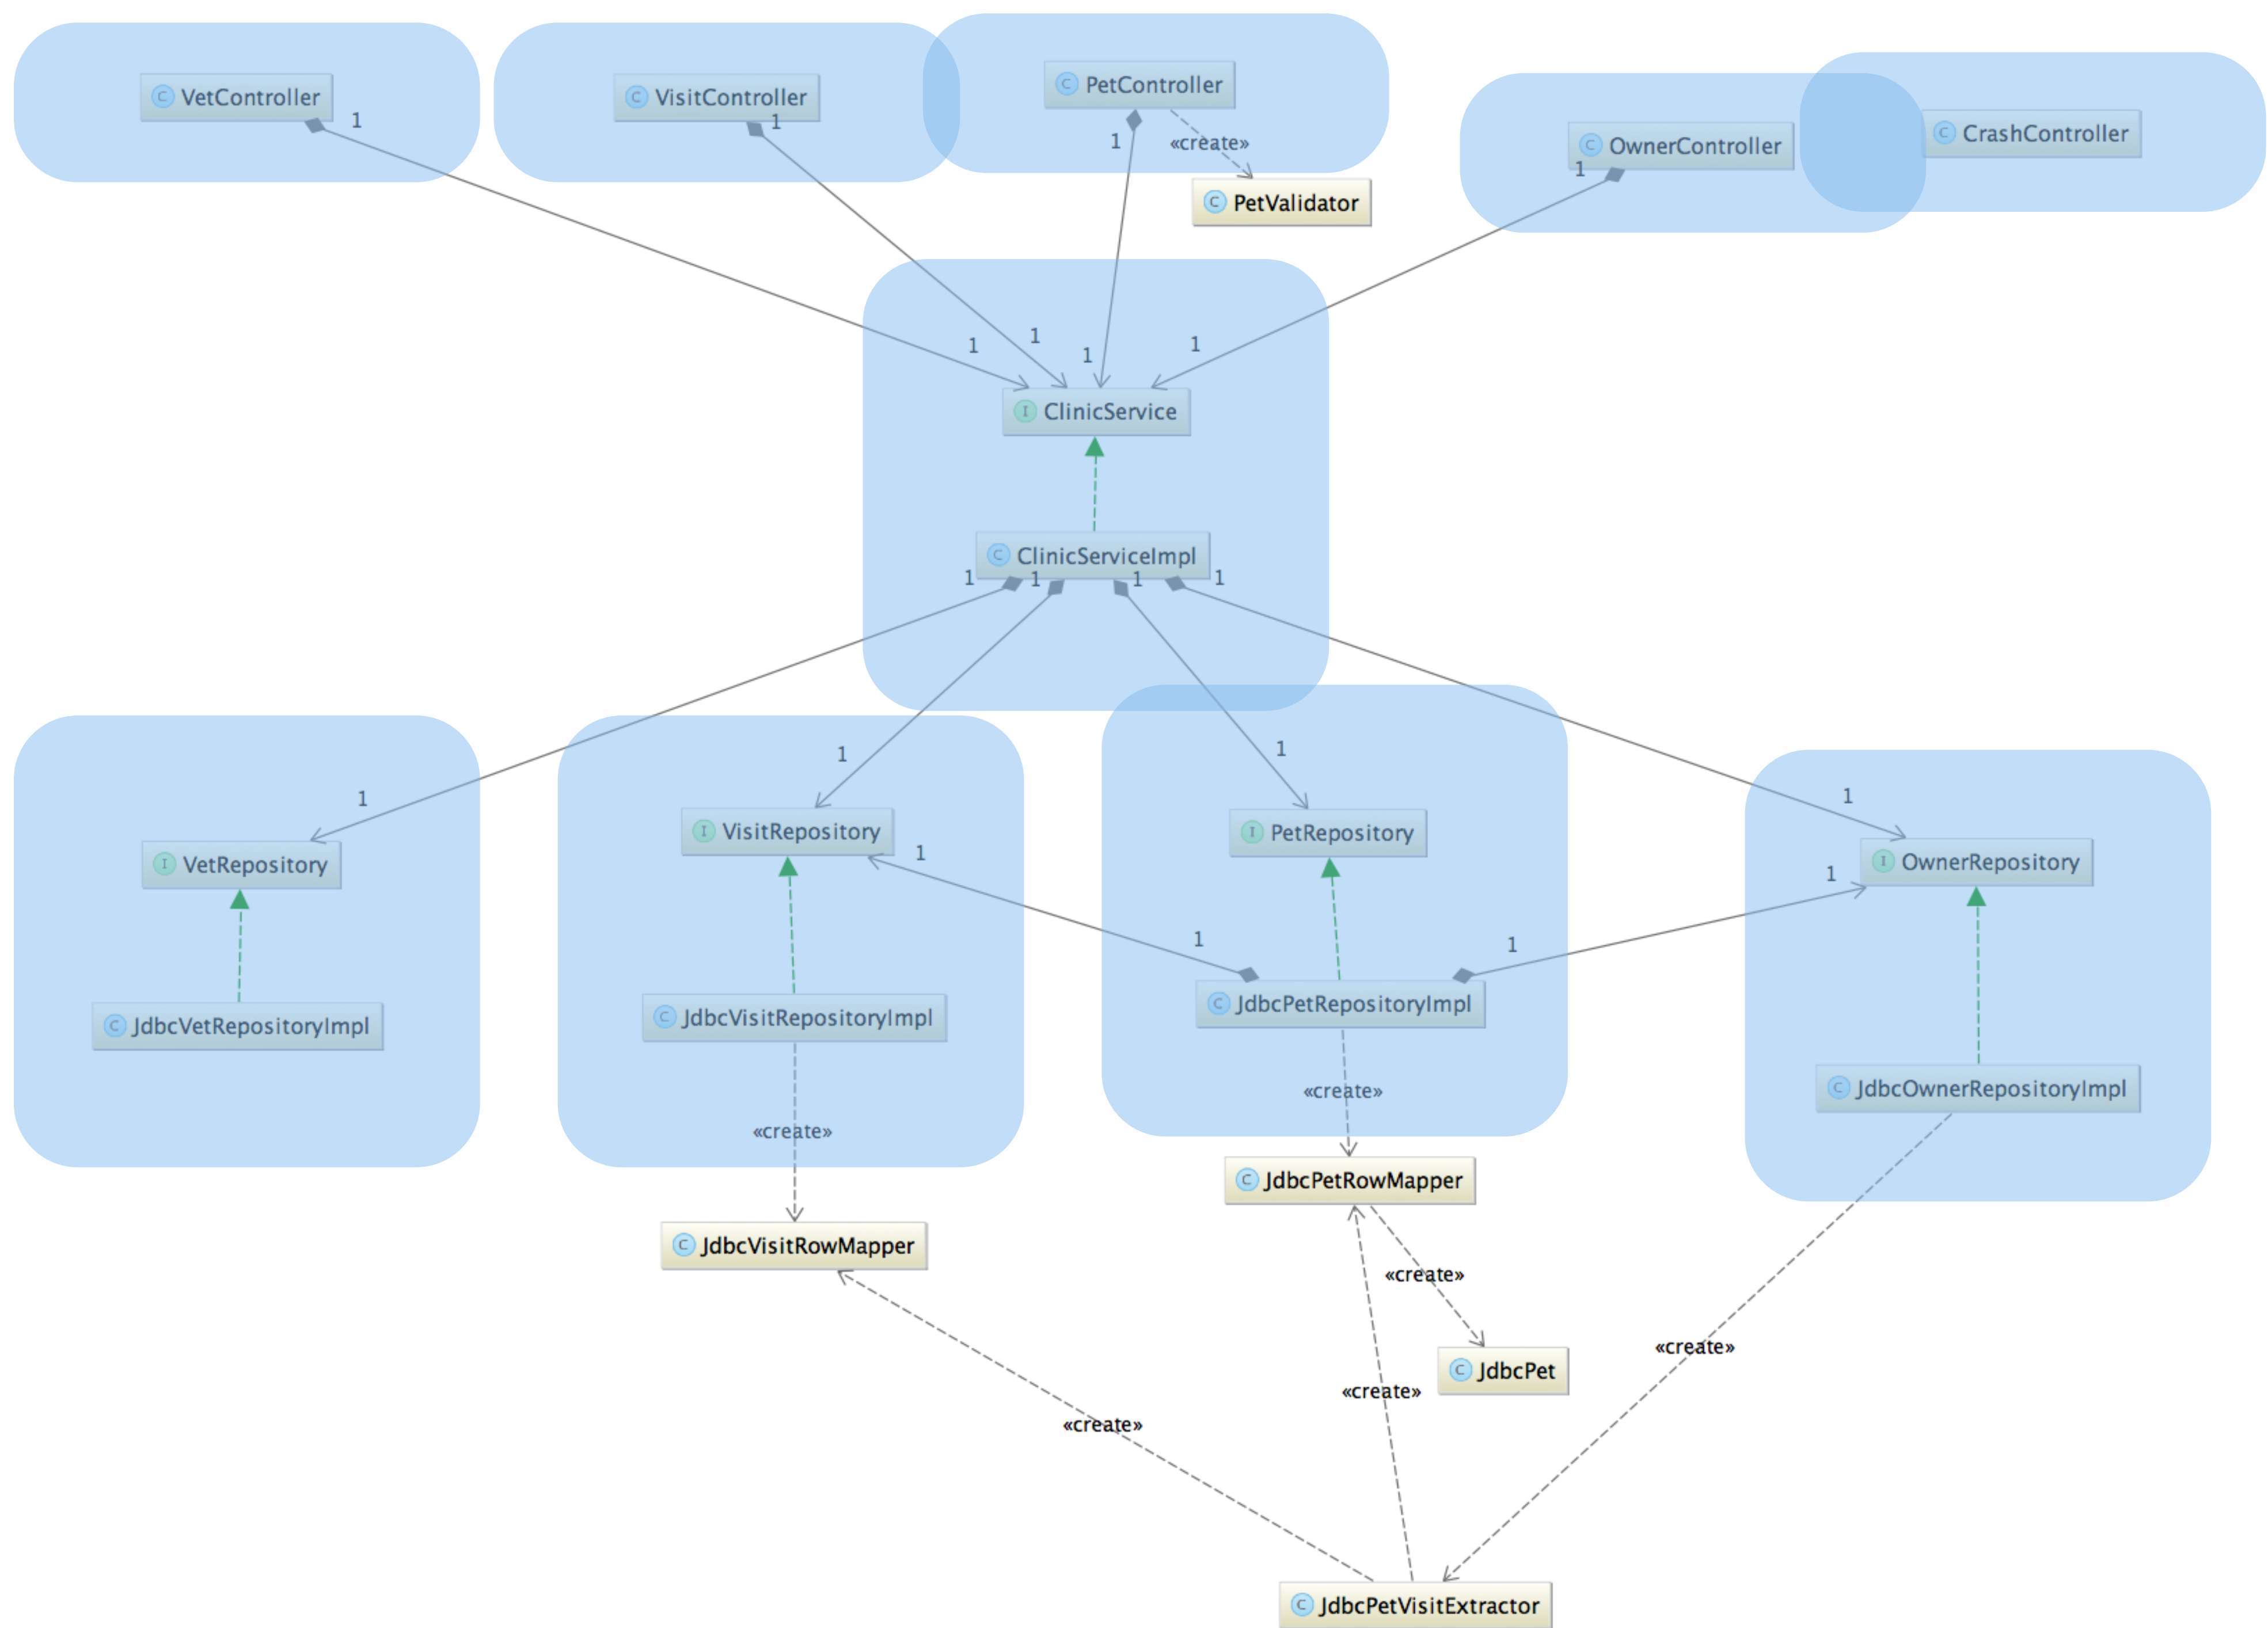 C VetController
C VisitController
C PetController
C OwnerController
C CrashController
1
1
1
«create»
1
C PetValidator
1
1
1
1
I ClinicService
C ClinicServiceImpl
1
1
1
1
1
1
1
1
I VetRepository
I VisitRepository
I PetRepository
I OwnerRepository
1
1
1
1
C JdbcVetRepositoryImpl
C JdbcVisitRepositoryImpl
C JdbcPetRepositoryImpl
C JdbcOwnerRepositoryImpl
«create»
«create»
C JdbcPetRowMapper
C JdbcVisitRowMapper
«create»
«create»
C JdbcPet
«create»
«create»
C JdbcPetVisitExtractor